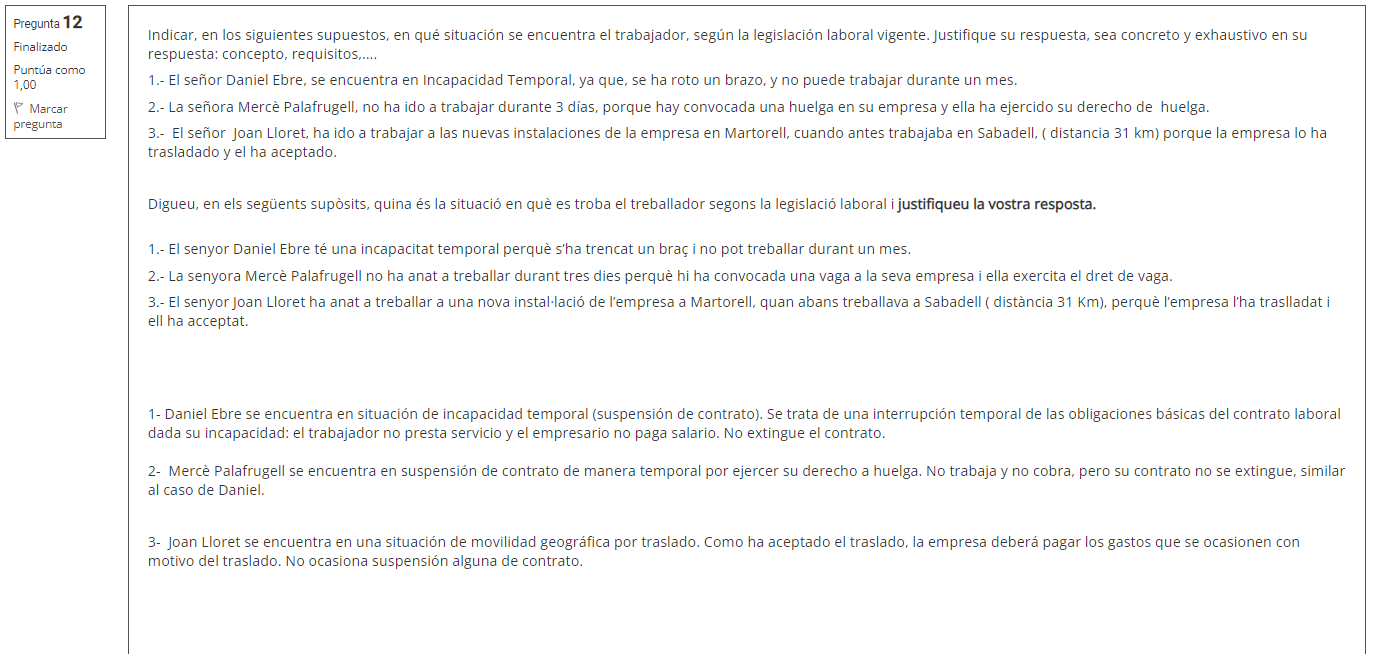 Pregunta 12
Finalizado
Puntúa como
1,00
Marcar
pregunta
Indicar, en los siguientes supuestos, en qué situación se encuentra el trabajador, según la legislación laboral vigente. Justifique su respuesta, sea concreto y exhaustivo en su
respuesta: concepto, requisitos,....
1.- El señor Daniel Ebre, se encuentra en Incapacidad Temporal, ya que, se ha roto un brazo, y no puede trabajar durante un mes.
2.- La señora Mercè Palafrugell, no ha ido a trabajar durante 3 días, porque hay convocada una huelga en su empresa y ella ha ejercido su derecho de huelga.
3.- El señor Joan Lloret, ha ido a trabajar a las nuevas instalaciones de la empresa en Martorell, cuando antes trabajaba en Sabadell, ( distancia 31 km) porque la empresa lo ha
trasladado y el ha aceptado.
Digueu, en els següents supòsits, quina és la situació en què es troba el treballador segons la legislació laboral i justifiqueu la vostra resposta.
1.- El senyor Daniel Ebre té una incapacitat temporal perquè s'ha trencat un braç i no pot treballar durant un mes.
2.- La senyora Mercè Palafrugell no ha anat a treballar durant tres dies perquè hi ha convocada una vaga a la seva empresa i ella exercita el dret de vaga.
3.- El senyor Joan Lloret ha anat a treballar a una nova instal·lació de l'empresa a Martorell, quan abans treballava a Sabadell ( distància 31 Km), perquè l'empresa l'ha traslladat i
ell ha acceptat.
1- Daniel Ebre se encuentra en situación de incapacidad temporal (suspensión de contrato). Se trata de una interrupción temporal de las obligaciones básicas del contrato laboral
dada su incapacidad: el trabajador no presta servicio y el empresario no paga salario. No extingue el contrato.
2- Mercè Palafrugell se encuentra en suspensión de contrato de manera temporal por ejercer su derecho a huelga. No trabaja y no cobra, pero su contrato no se extingue, similar
al caso de Daniel.
3- Joan Lloret se encuentra en una situación de movilidad geográfica por traslado. Como ha aceptado el traslado, la empresa deberá pagar los gastos que se ocasionen con
motivo del traslado. No ocasiona suspensión alguna de contrato.